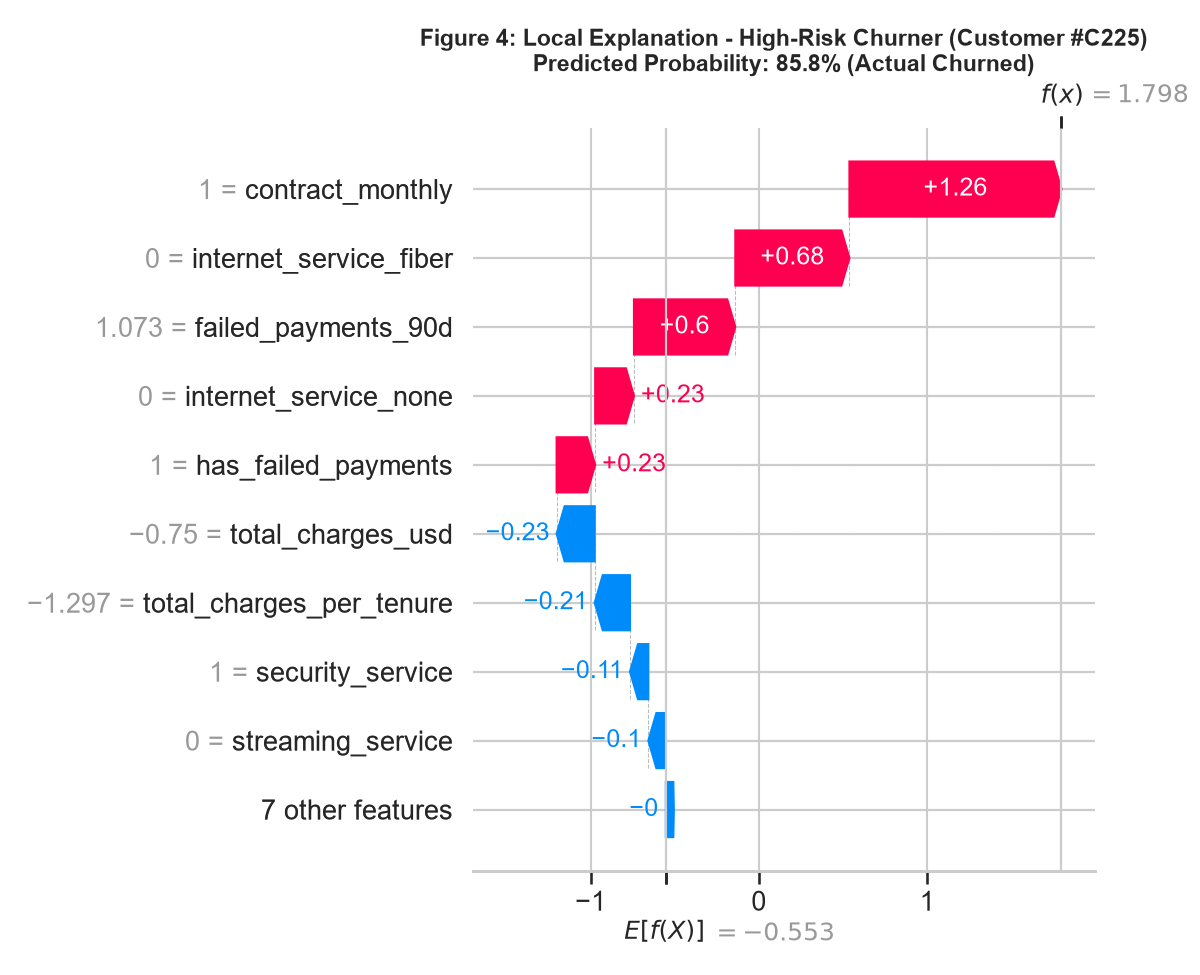 Figure 4: Local Explanation - High-Risk Churner (Customer #C225)
Predicted Probability: 85.8% (Actual Churned)
f(x) = 1.798
1 = contract_monthly
+1.26
0 = internet_service_fiber
+0.68
1.073 = failed_payments_90d
+0.6
0 = internet_service_none
+0.23
1 = has_failed_payments
+0.23
−0.75 = total_charges_usd
−0.23
−1.297 = total_charges_per_tenure
−0.21
1 = security_service
−0.11
0 = streaming_service
−0.1
7 other features
−0
−1 0 1
E[f(X)] = −0.553